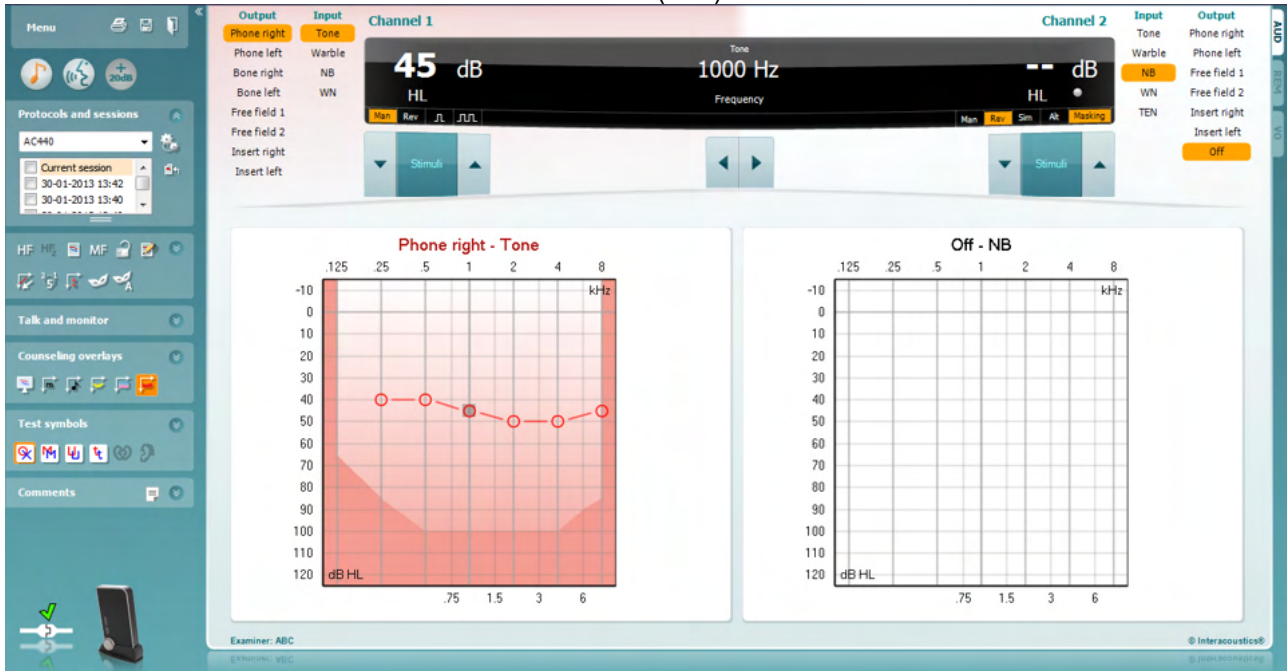 Menu
«
20dB
Protocols and sessions
AC440
Current session
30-01-2013 13:42
30-01-2013 13:40
HF HF2 MF
Talk and monitor
Counseling overlays
Test symbols
Comments
Output Input Channel 1
Phone right Tone
Phone left Warble
Bone right NB
Bone left WN
Free field 1
Free field 2
Insert right
Insert left
45 dB
HL
Man Rev
Tone
1000 Hz
Frequency
-- dB
HL
Man Rev Sim Alt Masking
Stimuli
Stimuli
Channel 2 Input Output
Tone Phone right
Warble Phone left
NB Free field 1
WN Free field 2
TEN Insert right
Insert left
Off
AUD
REM
VO
Phone right - Tone
.125 .25 .5 1 2 4 8
kHz
-10
0
10
20
30
40
50
60
70
80
90
100
110
120 dB HL
.75 1.5 3 6
Off - NB
.125 .25 .5 1 2 4 8
kHz
-10
0
10
20
30
40
50
60
70
80
90
100
110
120 dB HL
.75 1.5 3 6
Examiner: ABC
© Interacoustics®